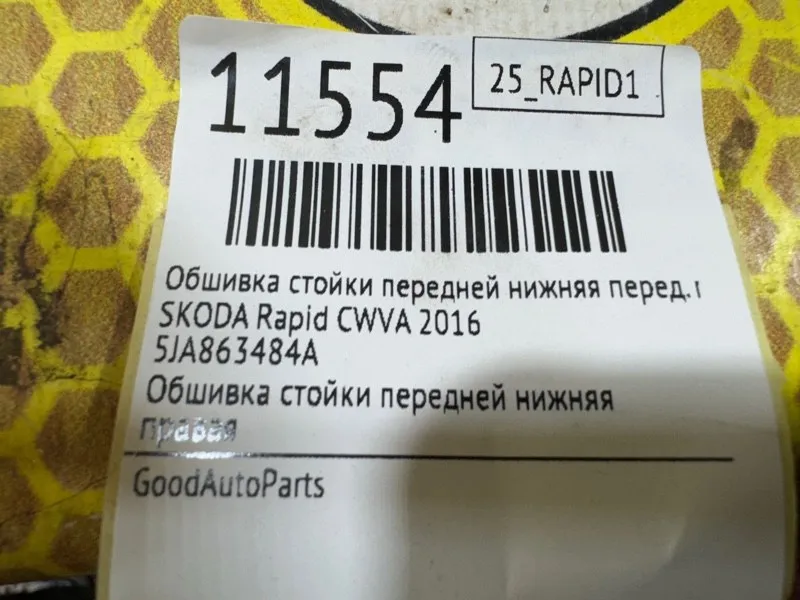 11554
25_RAPID1
Обшивка стойки передней нижняя перед.
SKODA Rapid CWVA 2016
5JA863484A
Обшивка стойки передней нижняя
правая
GoodAutoParts